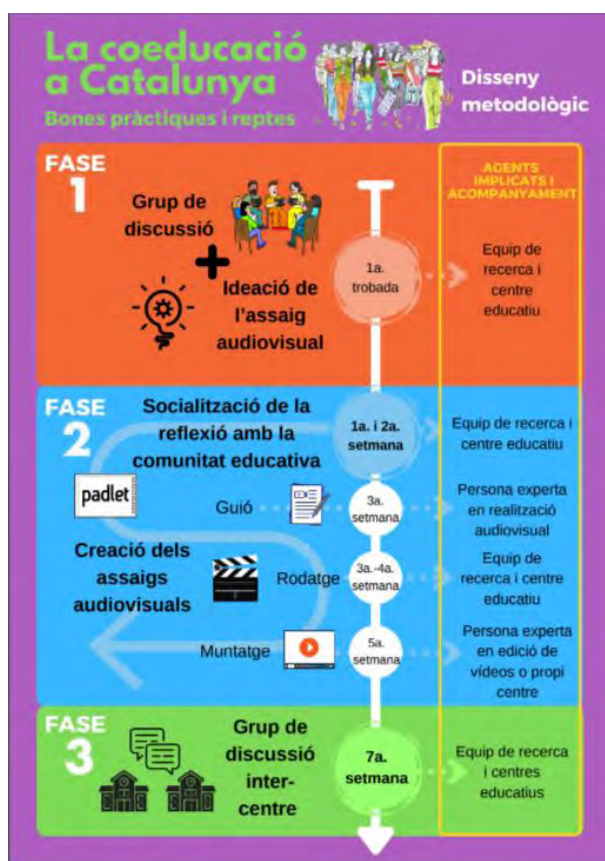 La coeducació
a Catalunya
Bones pràctiques i reptes
Disseny
metodològic
FASE
1
Grup de
discussió
+
Ideació de
l'assaig
audiovisual
1a.
trobada
AGENTS
IMPLICATS I
ACOMPANYAMENT
Equip de
recerca i
centre
educatiu
FASE
2
Socialització de la
reflexió amb la
comunitat educativa
1a. i 2a.
setmana
Equip de recerca i
centre educatiu
padlet
Guió
3a.
setmana
Persona experta
en realització
audiovisual
Creació dels
assaigs
audiovisuals
Rodatge
3a.-4a.
setmana
Equip de
recerca i centre
educatiu
Muntatge
5a.
setmana
Persona experta
en edició de
vídeos o propi
centre
FASE
3
Grup de
discussió
inter-
centre
7a.
setmana
Equip de recerca
i centres
educatius